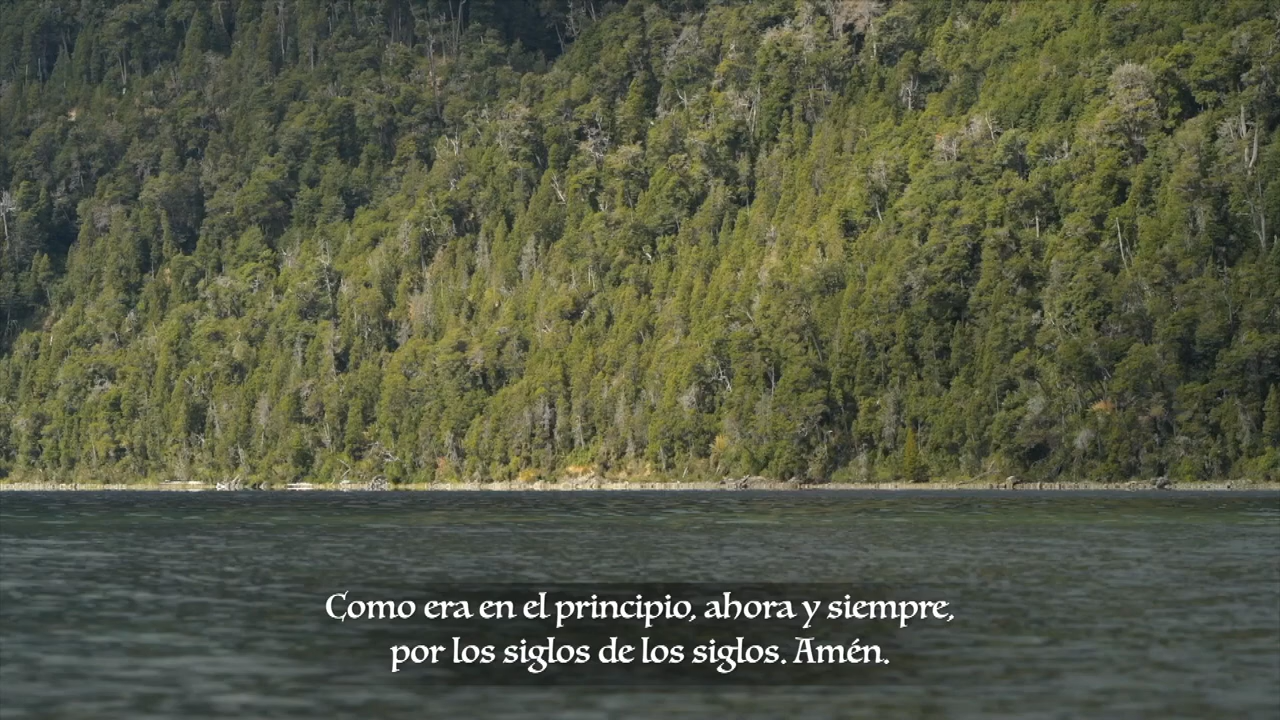 Como era en el principio, ahora y siempre,
por los siglos de los siglos. Amén.